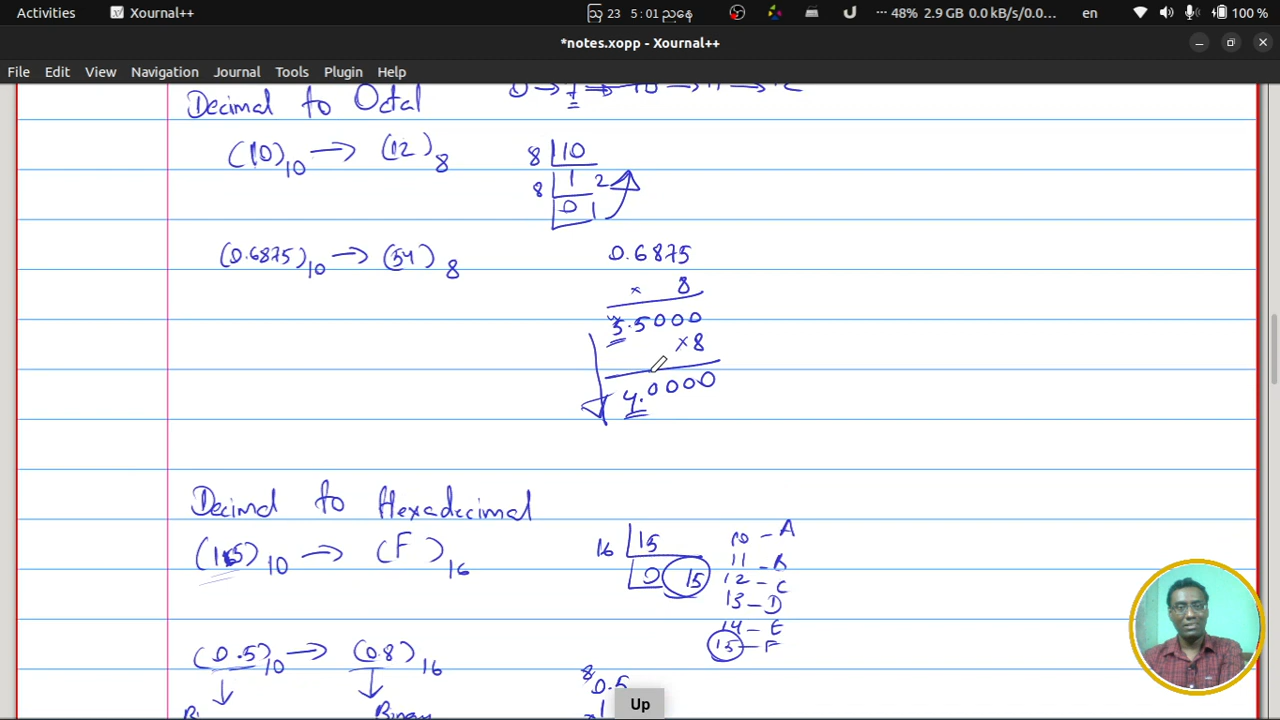 Activities Xournal++ ഒ 23 5:01 ഉച്ചനേ 48% 2.9 GB 0.0 kB/s/0.0... en 100 %
*notes.xopp - Xournal++
File Edit View Navigation Journal Tools Plugin Help
Decimal to Octal
(10)10 → (12)8
8 10
8 1 2
0 1
(0.6875)10 → (54)8
0.6875
× 8
5.5000
×8
4.0000
Decimal to Hexadecimal
(15)10 → (F)16
16 15
0 15
10 - A
11 - B
12 - C
13 - D
14 - E
15 - F
(0.5)10 → (0.8)16
0.5
Binary
Up